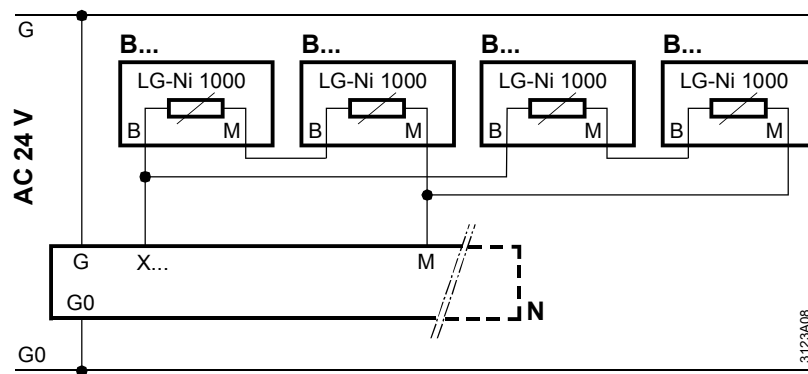 G
B... B... B... B...
LG-Ni 1000 LG-Ni 1000 LG-Ni 1000 LG-Ni 1000
B M B M B M B M
AC 24 V
G X... M
G0
N
G0
3123A08